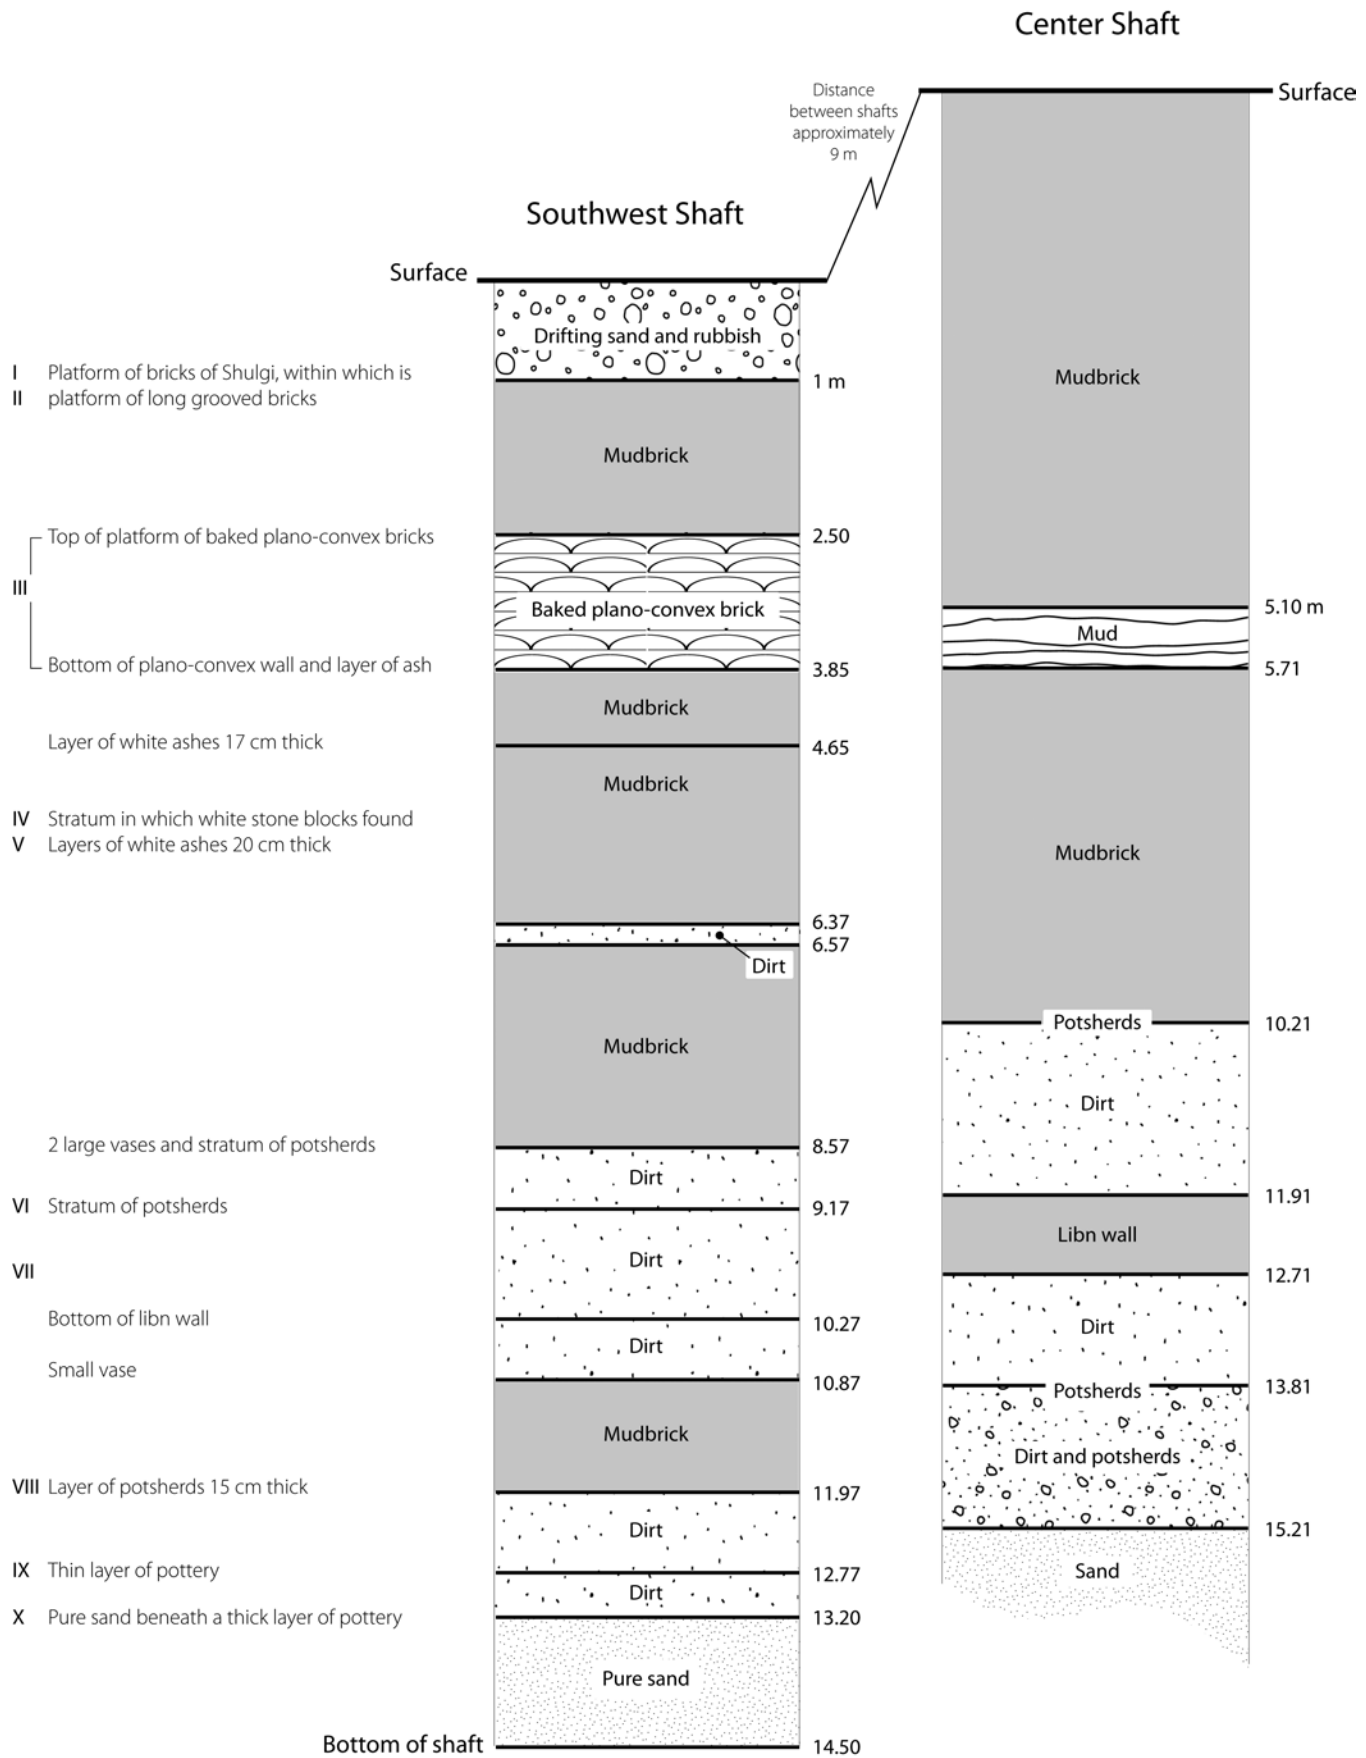 Center Shaft
Surface
Distance
between shafts
approximately
9 m
Southwest Shaft
Surface
Drifting sand and rubbish
I Platform of bricks of Shulgi, within which is
1 m
II platform of long grooved bricks
Mudbrick
Mudbrick
Top of platform of baked plano-convex bricks
2.50
III
Baked plano-convex brick
5.10 m
Mud
Bottom of plano-convex wall and layer of ash
3.85
5.71
Mudbrick
Layer of white ashes 17 cm thick
4.65
Mudbrick
IV Stratum in which white stone blocks found
V Layers of white ashes 20 cm thick
Mudbrick
6.37
6.57
Dirt
Mudbrick
Potsherds
10.21
Dirt
2 large vases and stratum of potsherds
8.57
Dirt
11.91
VI Stratum of potsherds
9.17
Libn wall
Dirt
VII
12.71
Bottom of libn wall
10.27
Dirt
Dirt
Small vase
10.87
Potsherds
13.81
Mudbrick
Dirt and potsherds
VIII Layer of potsherds 15 cm thick
11.97
Dirt
15.21
IX Thin layer of pottery
12.77
Sand
Dirt
X Pure sand beneath a thick layer of pottery
13.20
Pure sand
Bottom of shaft
14.50